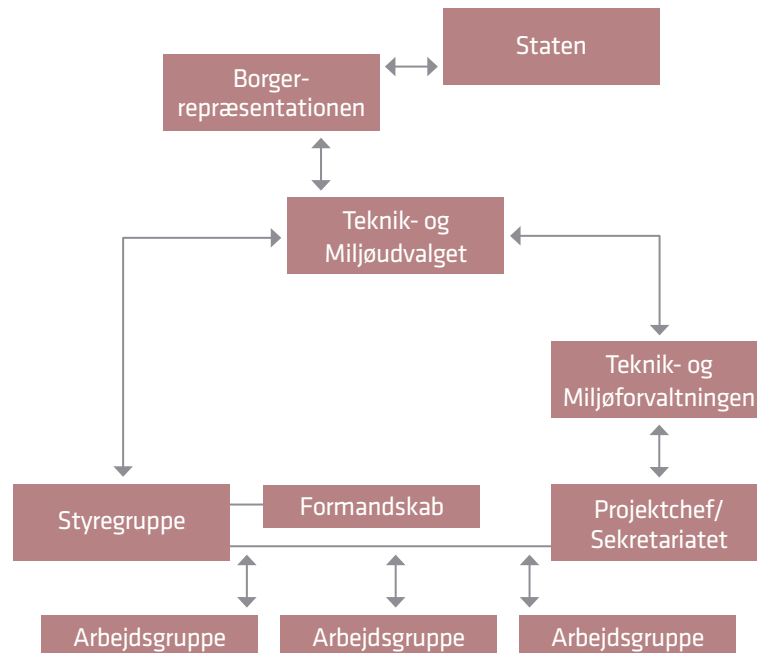 Staten
Borger-
repræsentationen
Teknik- og
Miljøudvalget
Teknik- og
Miljøforvaltningen
Styregruppe
Formandskab
Projektchef/
Sekretariatet
Arbejdsgruppe
Arbejdsgruppe
Arbejdsgruppe